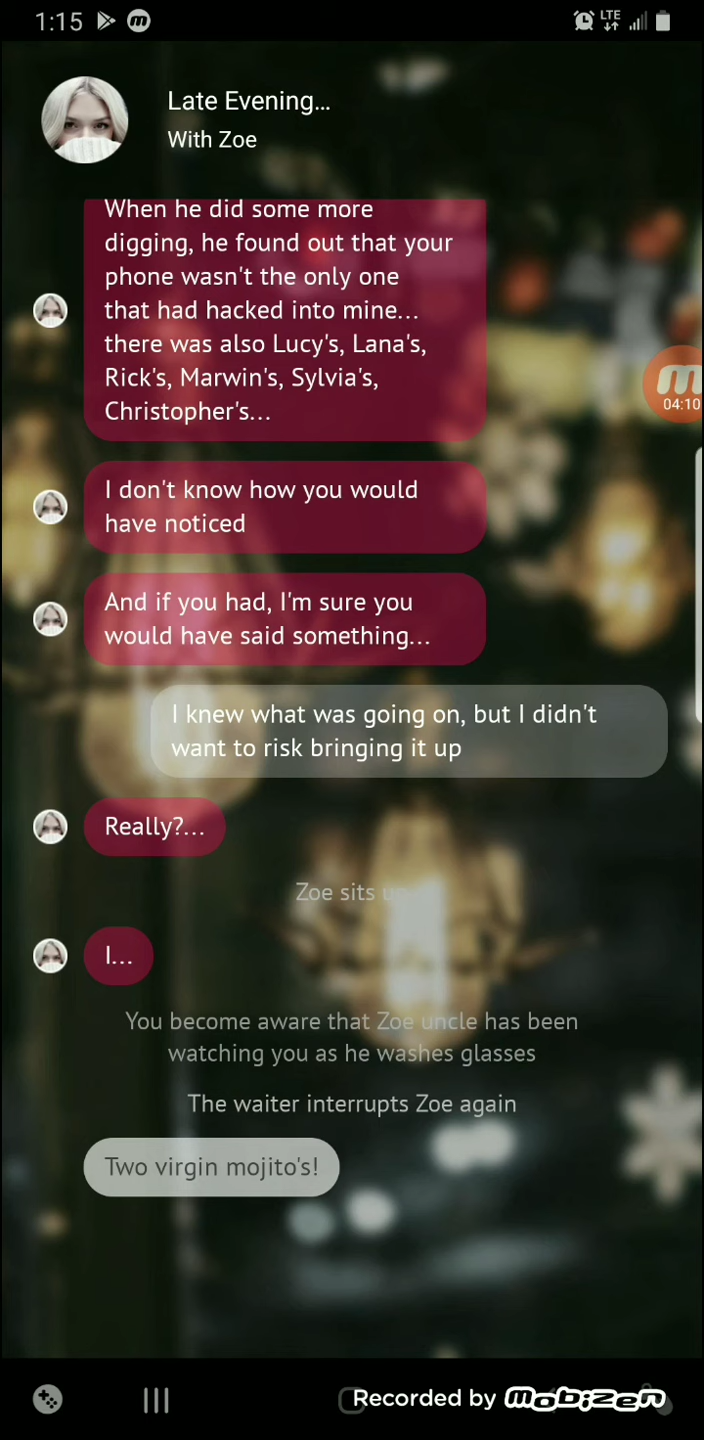 1:15
LTE
Late Evening...
With Zoe
When he did some more
digging, he found out that your
phone wasn't the only one
that had hacked into mine...
there was also Lucy's, Lana's,
Rick's, Marwin's, Sylvia's,
Christopher's...
m
04:10
I don't know how you would
have noticed
And if you had, I'm sure you
would have said something...
I knew what was going on, but I didn't
want to risk bringing it up
Really?...
Zoe sits up
I...
You become aware that Zoe uncle has been
watching you as he washes glasses
The waiter interrupts Zoe again
Two virgin mojito's!
Recorded by mobizen